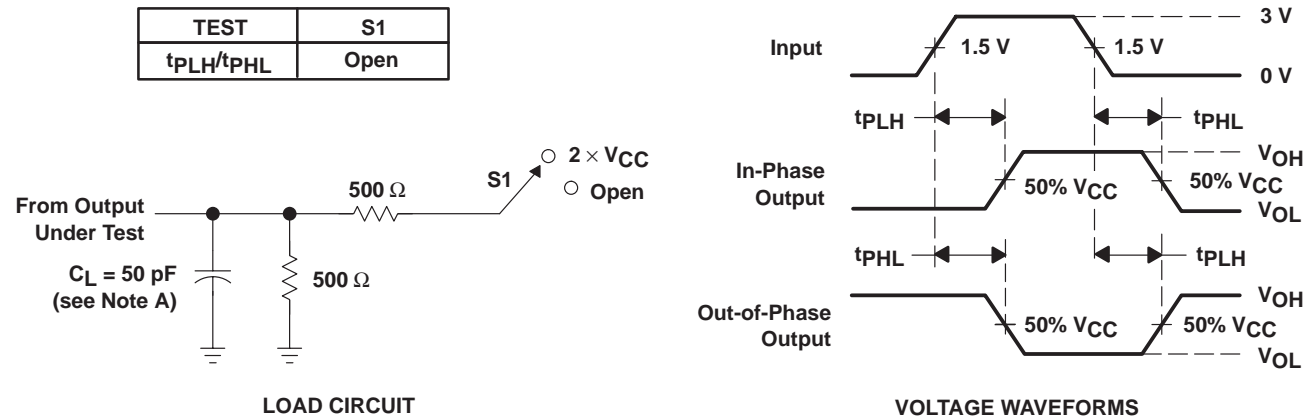 TEST S1
tPLH/tPHL Open
From Output
Under Test
CL = 50 pF
(see Note A)
500 Ω
500 Ω
S1
2 × VCC
Open
LOAD CIRCUIT
Input
1.5 V
1.5 V
3 V
0 V
tPLH
tPHL
In-Phase
Output
50% VCC
50% VCC
VOH
VOL
tPHL
tPLH
Out-of-Phase
Output
50% VCC
50% VCC
VOH
VOL
VOLTAGE WAVEFORMS